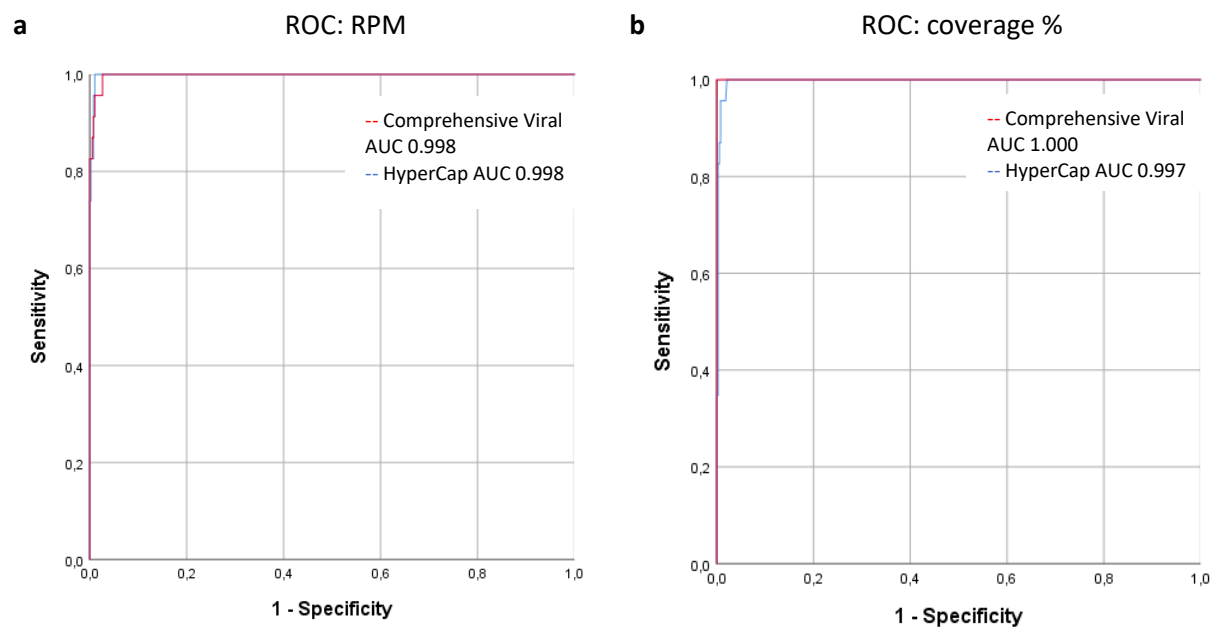 a
ROC: RPM
1,0
0,8
0,6
0,4
0,2
0,0
Sensitivity
0,0 0,2 0,4 0,6 0,8 1,0
1 - Specificity
-- Comprehensive Viral
AUC 0.998
-- HyperCap AUC 0.998
b
ROC: coverage %
1,0
0,8
0,6
0,4
0,2
0,0
Sensitivity
0,0 0,2 0,4 0,6 0,8 1,0
1 - Specificity
-- Comprehensive Viral
AUC 1.000
-- HyperCap AUC 0.997